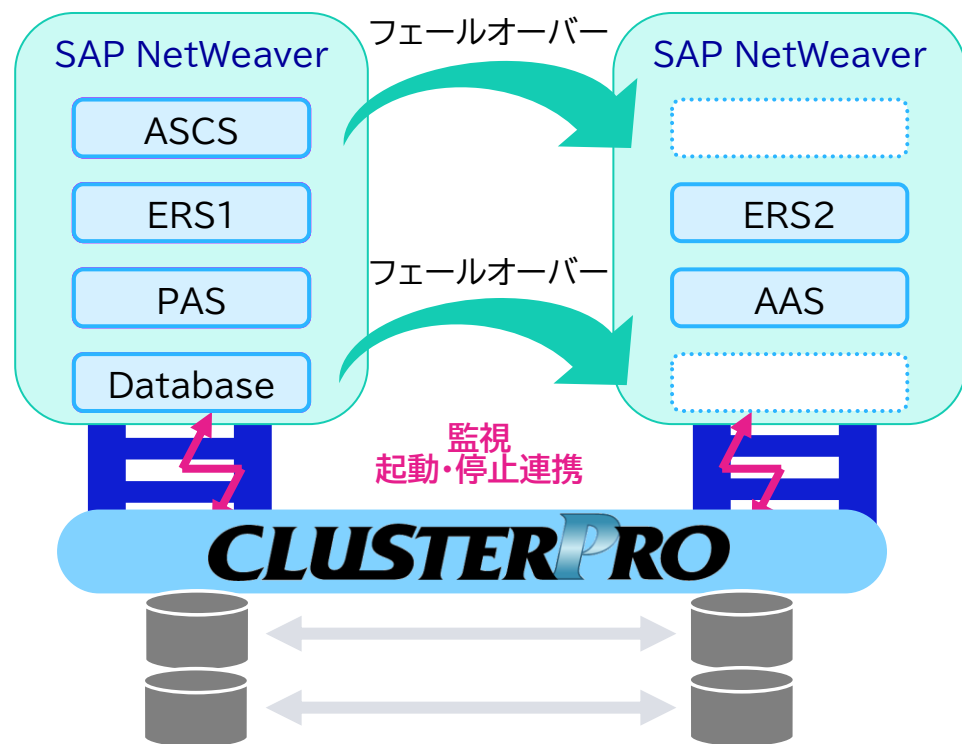 フェールオーバー
SAP NetWeaver
SAP NetWeaver
ASCS
ERS1
ERS2
フェールオーバー
PAS
AAS
Database
監視
起動・停止連携
CLUSTERPRO